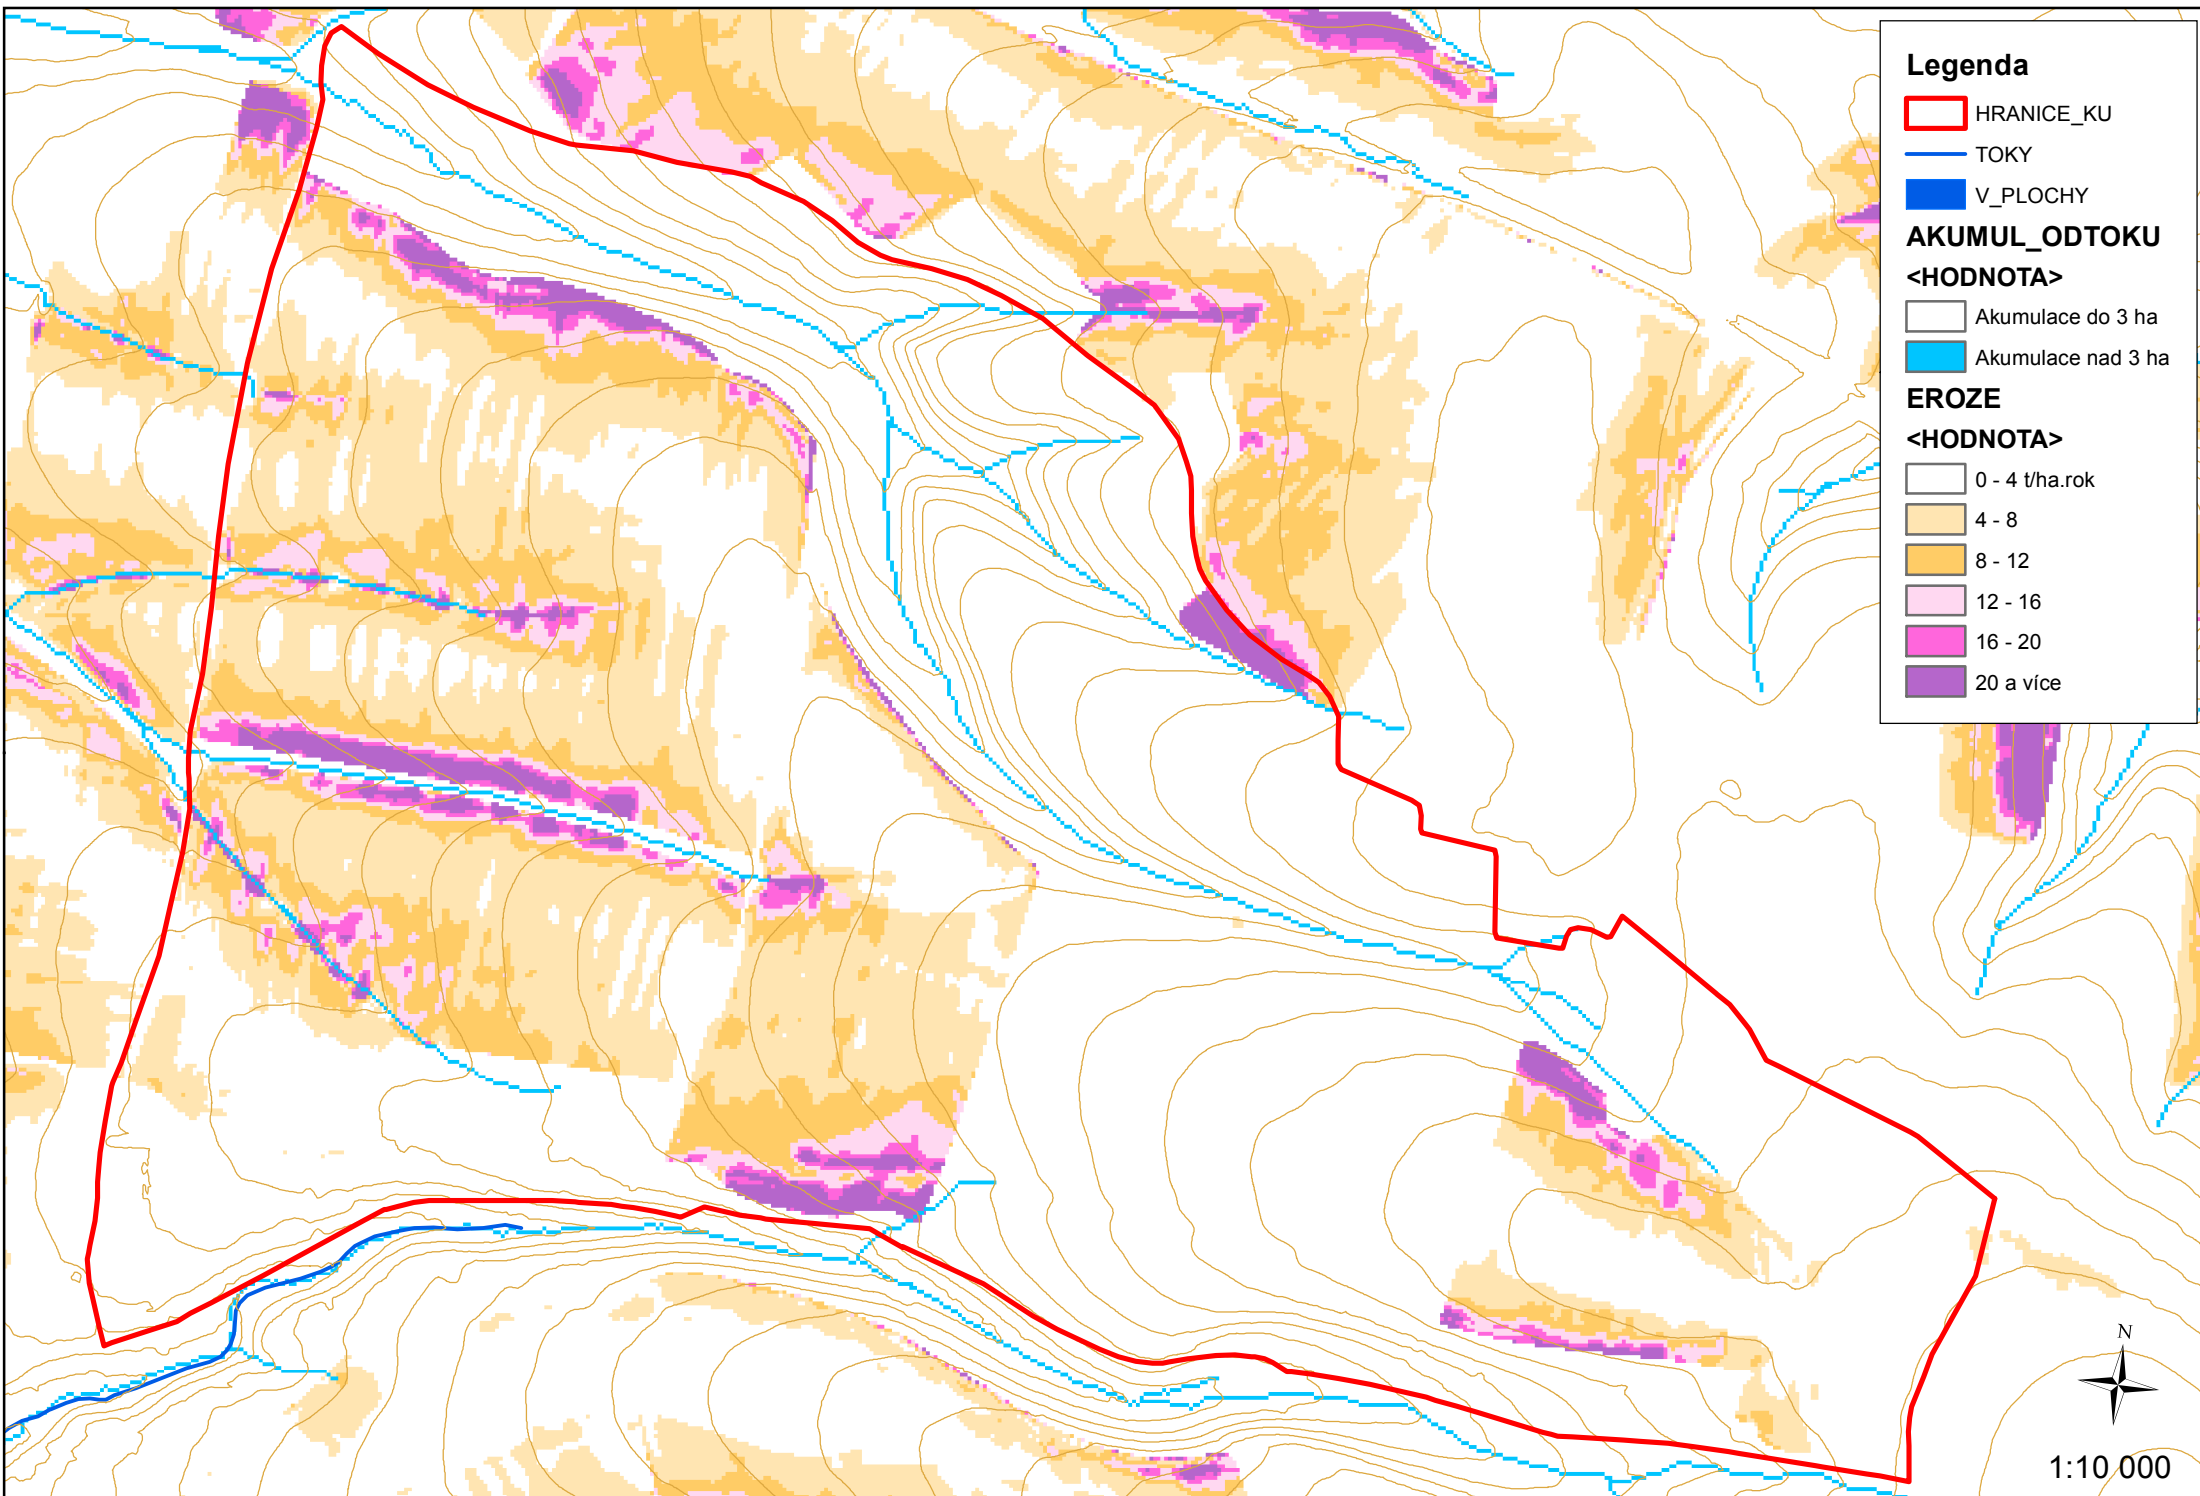 Legenda
HRANICE_KU
TOKY
V_PLOCHY
AKUMUL_ODTOKU
<HODNOTA>
Akumulace do 3 ha
Akumulace nad 3 ha
EROZE
<HODNOTA>
0 - 4 t/ha.rok
4 - 8
8 - 12
12 - 16
16 - 20
20 a více
N
1:10 000